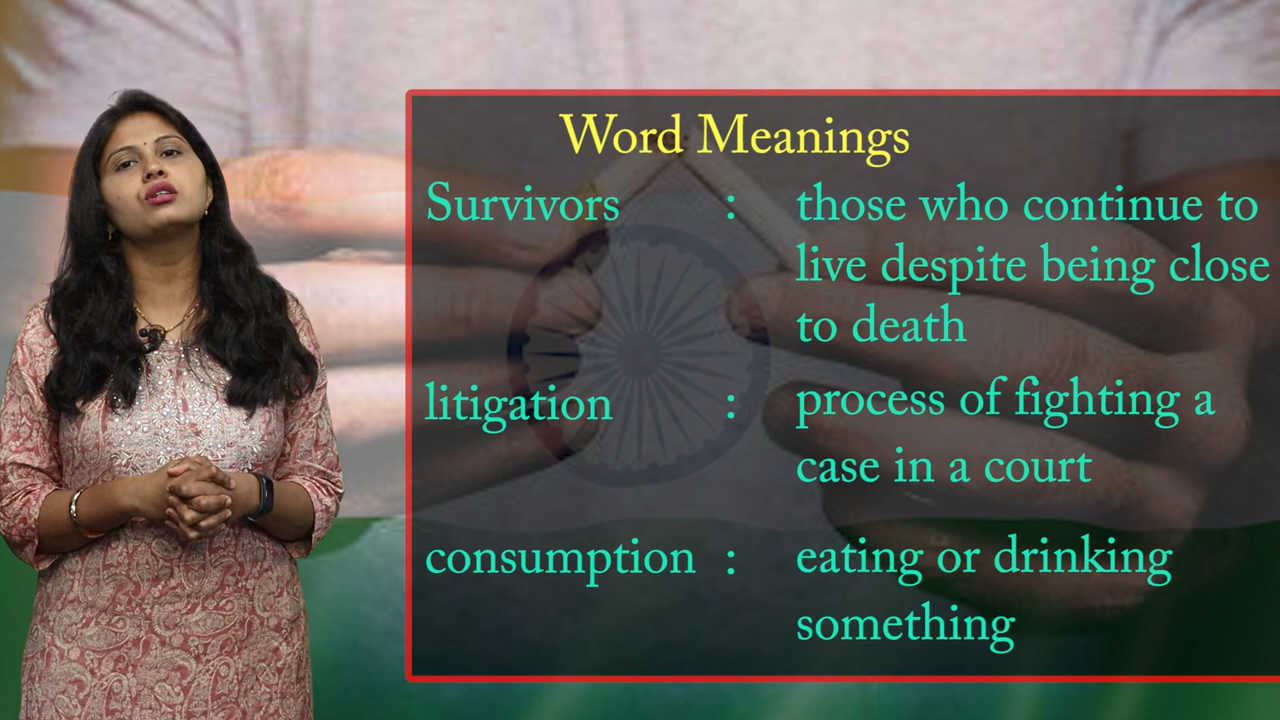 Word Meanings
Survivors : those who continue to
live despite being close
to death
litigation : process of fighting a
case in a court
consumption : eating or drinking
something